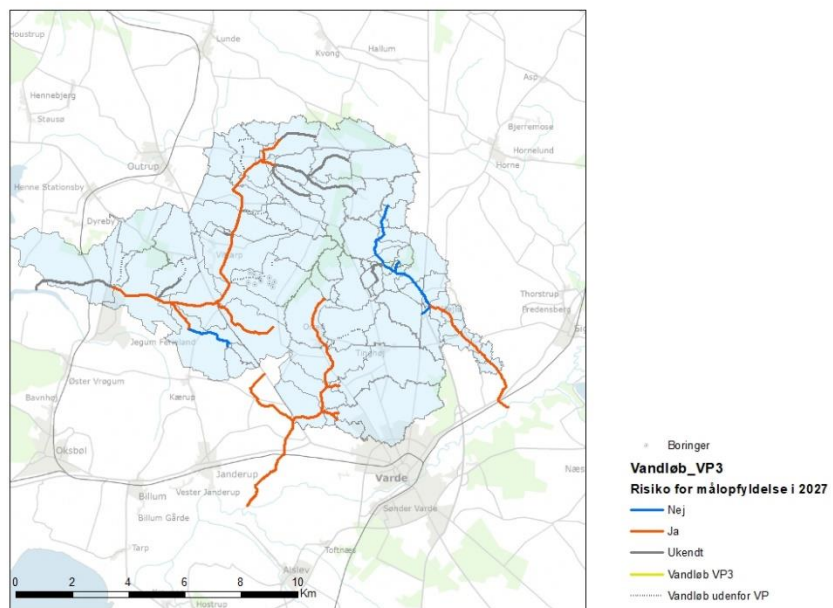 Houstrup
Lunde
Kvong
Hallum
Asp
Hennebjerg
Stausø
Bjerremose
Hornelund
Outrup
Horne
Henne Stationsby
Dyreby
Thorstrup
Fredensberg
Jegum Ferieland
Øster Vrøgum
Bavnhøj
Kærup
Oksbøl
Janderup
Varde
Billum
Vester Janderup
Sønder Varde
Billum Gårde
Tarp
Toftnæs
Alslev
Hostrup
0 2 4 6 8 10
Km
Boringer
Vandløb_VP3
Risiko for målopfyldelse i 2027
Nej
Ja
Ukendt
Vandløb VP3
Vandløb udenfor VP